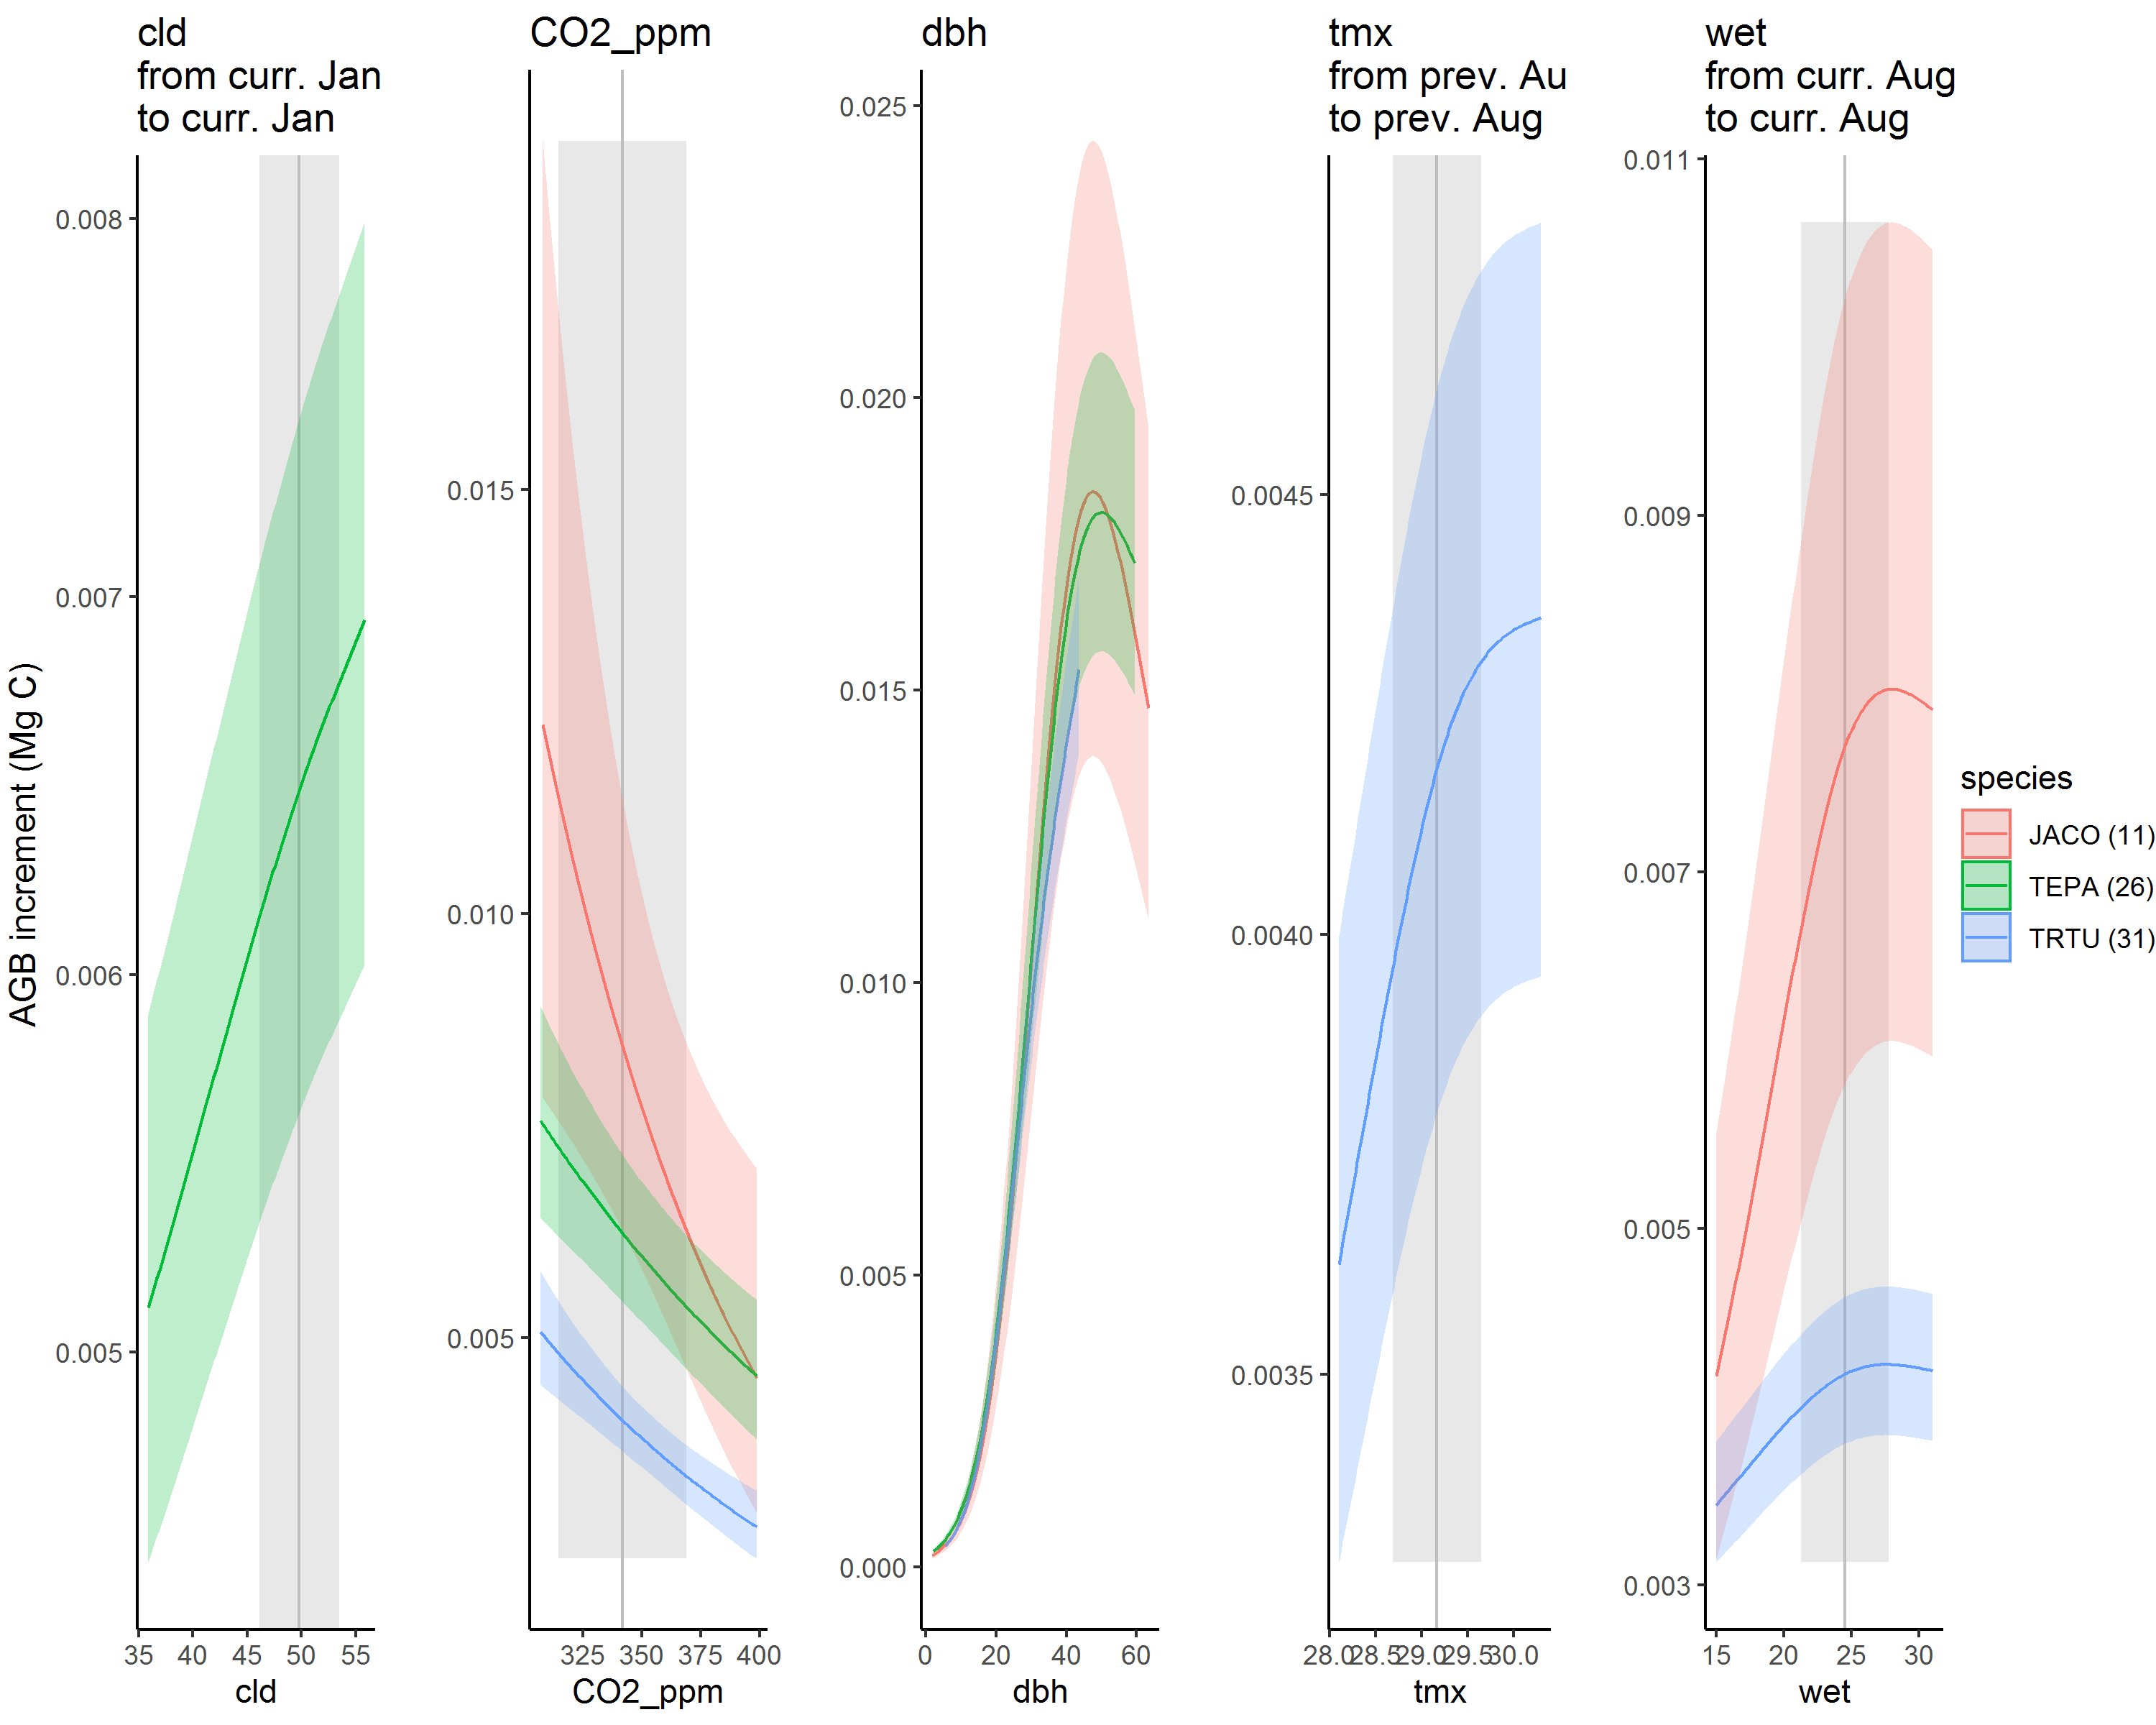 cld
from curr. Jan
to curr. Jan
CO2_ppm
dbh
tmx
from prev. Au
to prev. Aug
wet
from curr. Aug
to curr. Aug
AGB increment (Mg C)
0.008
0.007
0.006
0.005
35 40 45 50 55
cld
0.015
0.010
0.005
325 350 375 400
CO2_ppm
0.025
0.020
0.015
0.010
0.005
0.000
0 20 40 60
dbh
0.0045
0.0040
0.0035
28.0 28.5 29.0 29.5 30.0
tmx
0.011
0.009
0.007
0.005
0.003
15 20 25 30
wet
species
JACO (11)
TEPA (26)
TRTU (31)